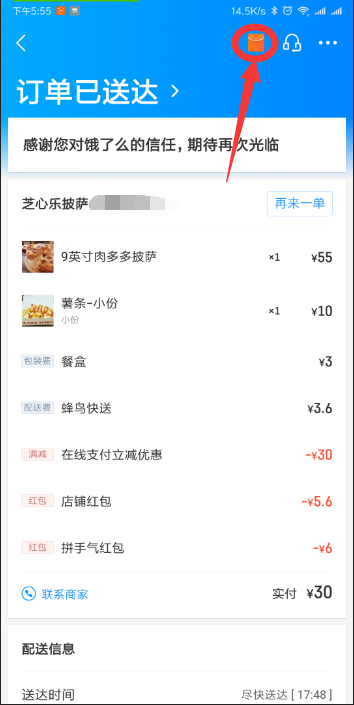 下午5:55 14.5K/s
订单已送达
感谢您对饿了么的信任，期待再次光临
芝心乐披萨 再来一单
9英寸肉多多披萨 ×1 ¥55
薯条-小份 ×1 ¥10
小份
包装费 餐盒 ¥3
配送费 蜂鸟快送 ¥3.6
满减 在线支付立减优惠 -¥30
红包 店铺红包 -¥5.6
红包 拼手气红包 -¥6
联系商家 实付 ¥30
配送信息
送达时间 尽快送达 [ 17:48 ]